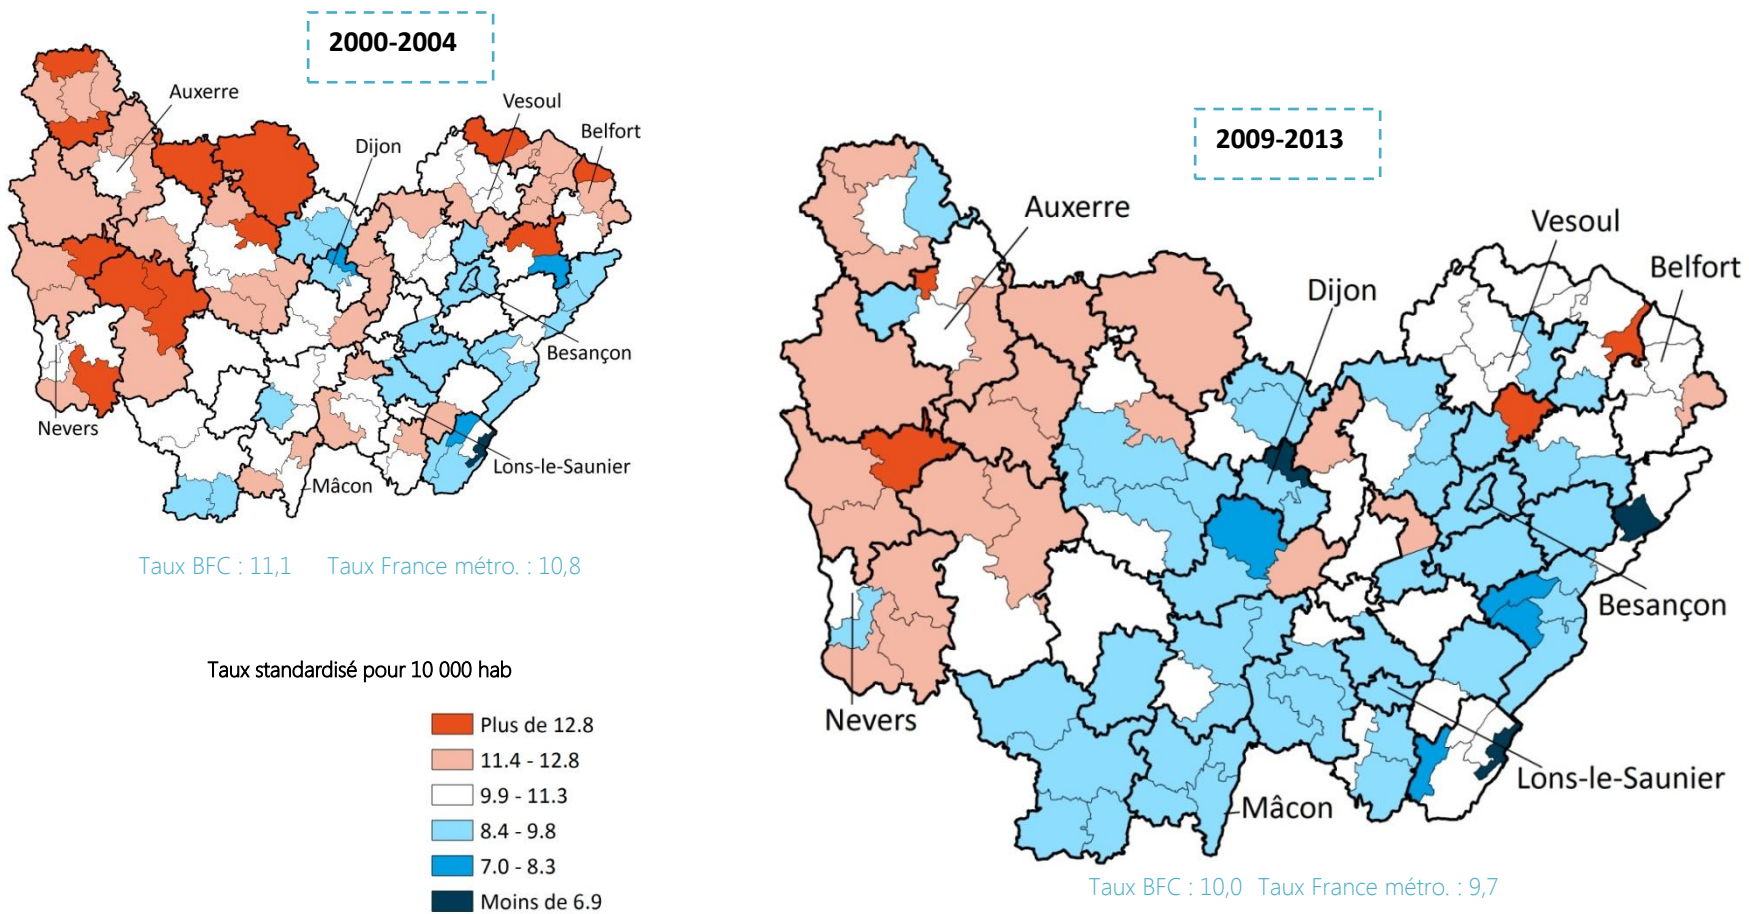 2000-2004
Auxerre
Vesoul
Belfort
Dijon
Besançon
Nevers
Lons-le-Saunier
Mâcon
Taux BFC : 11,1 Taux France métro. : 10,8
Taux standardisé pour 10 000 hab
Plus de 12.8
11.4 - 12.8
9.9 - 11.3
8.4 - 9.8
7.0 - 8.3
Moins de 6.9
2009-2013
Auxerre
Vesoul
Belfort
Dijon
Besançon
Nevers
Lons-le-Saunier
Mâcon
Taux BFC : 10,0 Taux France métro. : 9,7